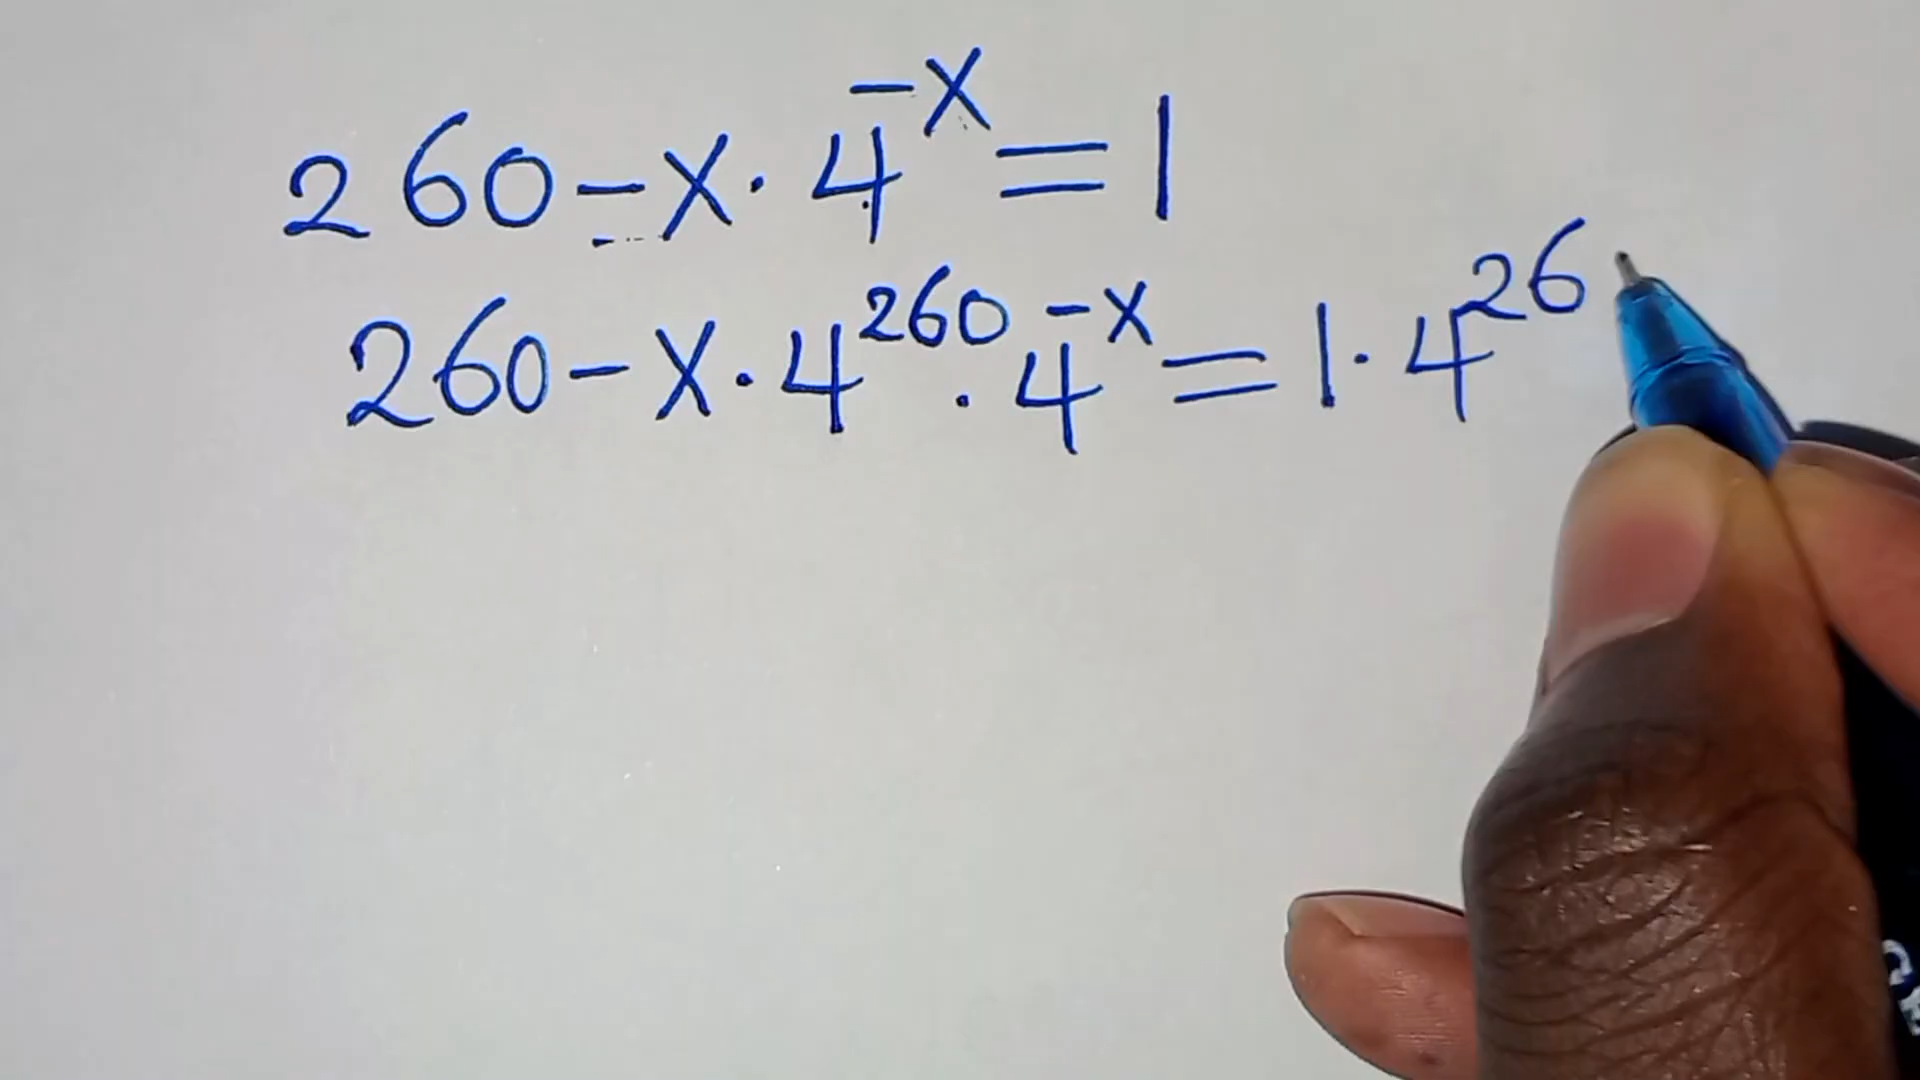 260 - x · 4^{-x} = 1
260 - x · 4^{260} · 4^{-x} = 1 · 4^{26}